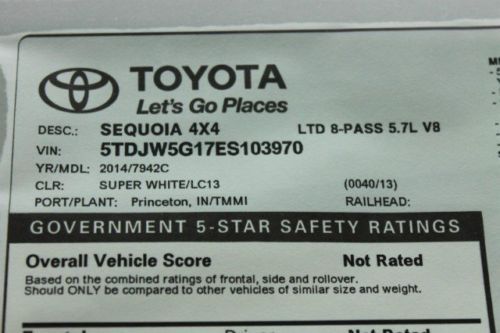 TOYOTA
Let's Go Places
DESC.: SEQUOIA 4X4 LTD 8-PASS 5.7L V8
VIN: 5TDJW5G17ES103970
YR/MDL: 2014/7942C
CLR: SUPER WHITE/LC13 (0040/13)
PORT/PLANT: Princeton, IN/TMMI RAILHEAD:
GOVERNMENT 5-STAR SAFETY RATINGS
Overall Vehicle Score Not Rated
Based on the combined ratings of frontal, side and rollover.
Should ONLY be compared to other vehicles of similar size and weight.